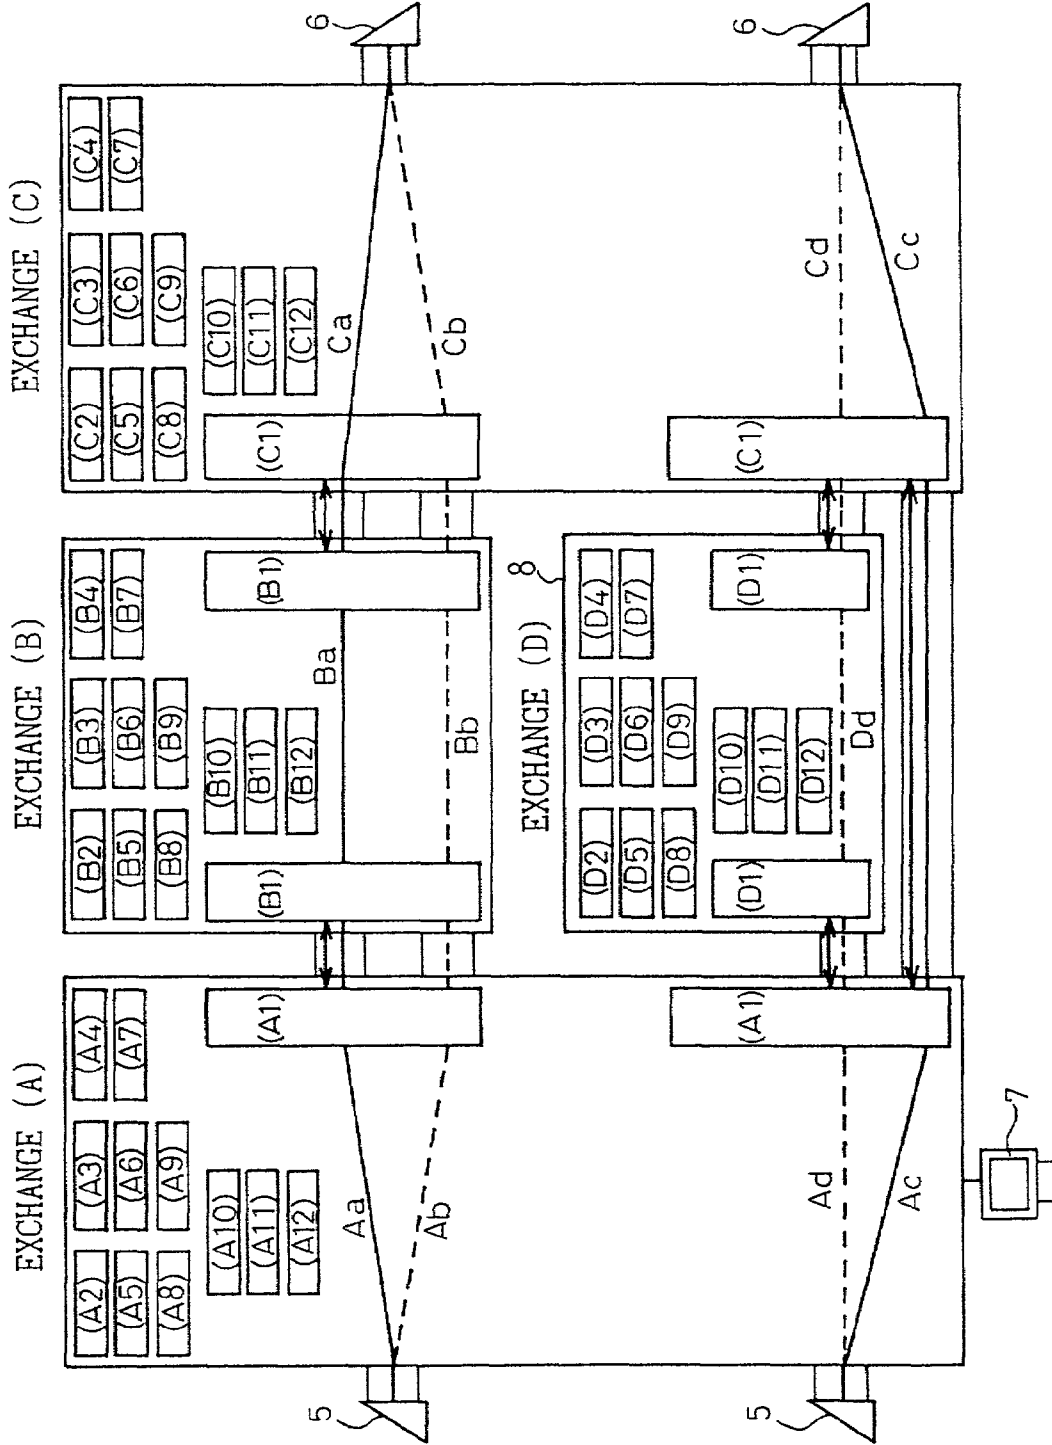 EXCHANGE (A)
(A2) (A3) (A4)
(A5) (A6) (A7)
(A8) (A9)
(A10)
(A11)
(A12)
(A1)
Aa
Ab
5
(A1)
Ad
Ac
5
7
EXCHANGE (B)
(B2) (B3) (B4)
(B5) (B6) (B7)
(B8) (B9)
(B10)
(B11)
(B12)
(B1) (B1)
Ba
Bb
EXCHANGE (D)
8
(D2) (D3) (D4)
(D5) (D6) (D7)
(D8) (D9)
(D10)
(D11)
(D12)
(D1) (D1)
Dd
EXCHANGE (C)
(C2) (C3) (C4)
(C5) (C6) (C7)
(C8) (C9)
(C10)
(C11)
(C12)
(C1)
Ca
Cb
6
(C1)
Cd
Cc
6